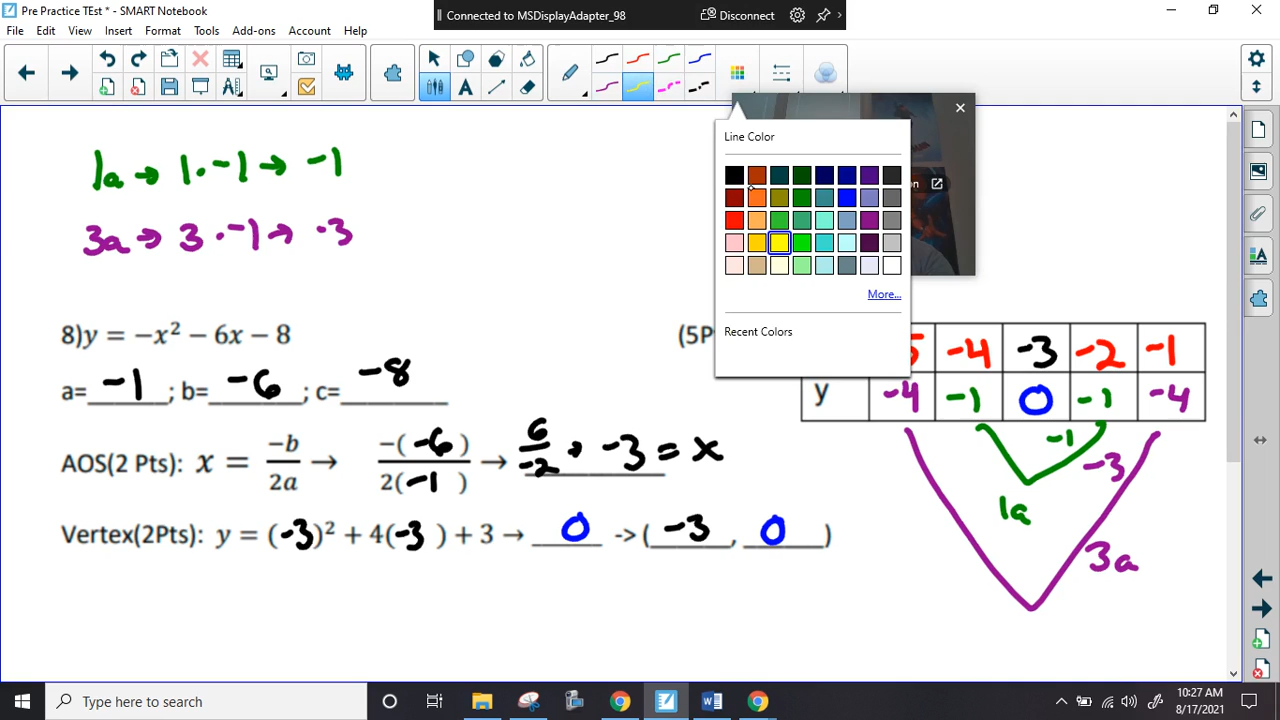 Pre Practice TEst * - SMART Notebook
Connected to MSDisplayAdapter_98
Disconnect
File Edit View Insert Format Tools Add-ons Account Help
Line Color
More...
Recent Colors
1a → 1 · -1 → -1
3a → 3 · -1 → -3
8)y = −x² − 6x − 8 (5P
a= -1 ; b= -6 ; c= -8
-4 -3 -2 -1
y -4 -1 0 -1 -4
AOS(2 Pts): x = −b/2a → −(-6)/2(-1) → 6/-2 → -3 = x
-1
-3
1a
Vertex(2Pts): y = (-3)² + 4(-3) + 3 → 0 -> (-3, 0)
3a
Type here to search
10:27 AM
8/17/2021